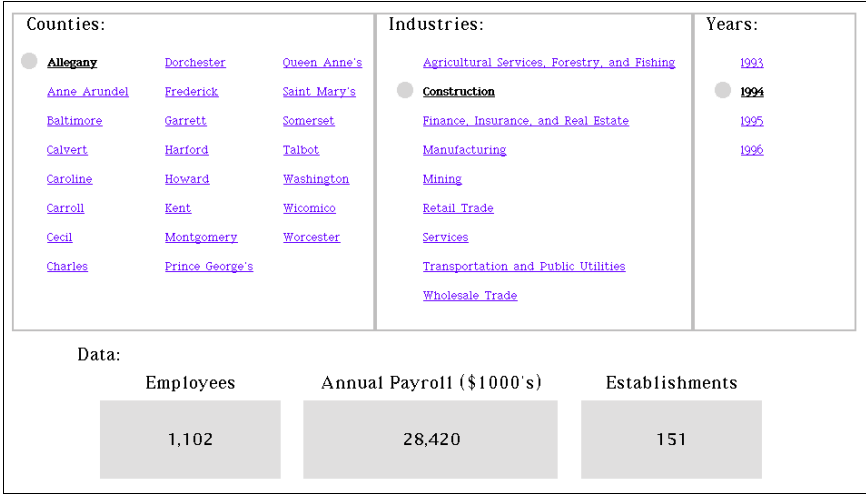 Counties:
Allegany
Anne Arundel
Baltimore
Calvert
Caroline
Carroll
Cecil
Charles
Dorchester
Frederick
Garrett
Harford
Howard
Kent
Montgomery
Prince George's
Queen Anne's
Saint Mary's
Somerset
Talbot
Washington
Wicomico
Worcester
Industries:
Agricultural Services, Forestry, and Fishing
Construction
Finance, Insurance, and Real Estate
Manufacturing
Mining
Retail Trade
Services
Transportation and Public Utilities
Wholesale Trade
Years:
1993
1994
1995
1996
Data:
Employees
1,102
Annual Payroll ($1000's)
28,420
Establishments
151